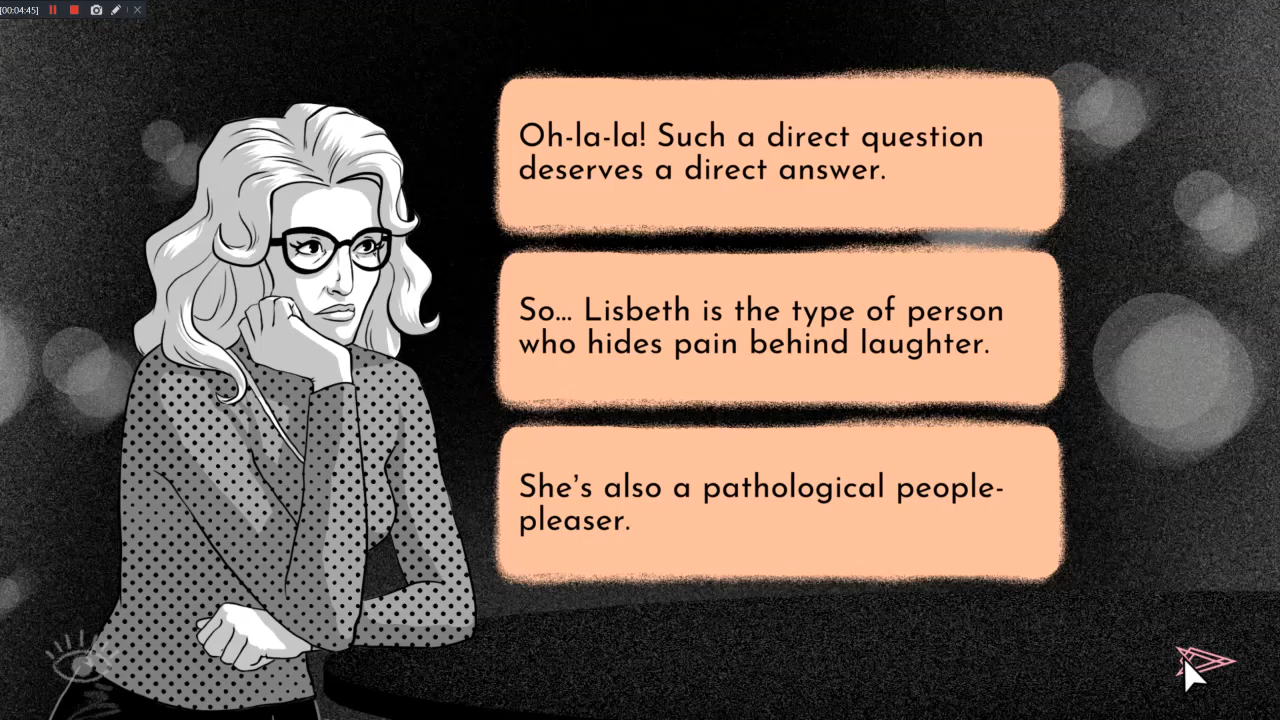 [00:04:45]
Oh-la-la! Such a direct question
deserves a direct answer.
So... Lisbeth is the type of person
who hides pain behind laughter.
She's also a pathological people-
pleaser.